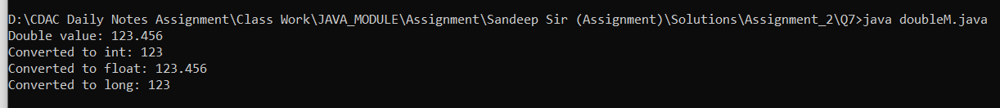 D:\CDAC Daily Notes Assignment\Class Work\JAVA_MODULE\Assignment\Sandeep Sir (Assignment)\Solutions\Assignment_2\Q7>java doubleM.java
Double value: 123.456
Converted to int: 123
Converted to float: 123.456
Converted to long: 123